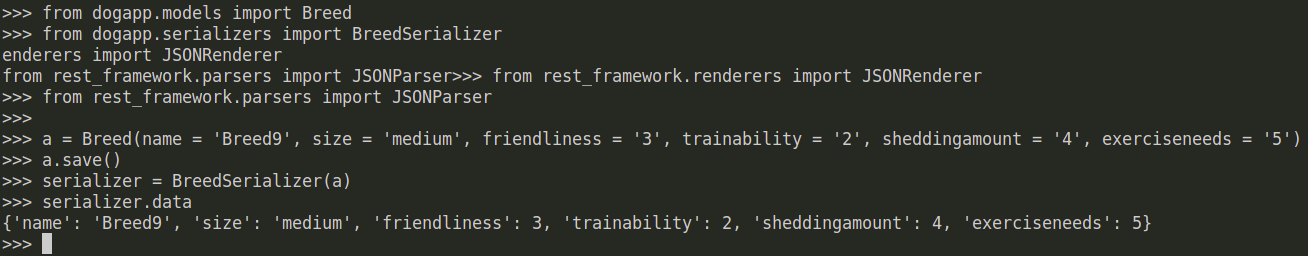 >>> from dogapp.models import Breed
>>> from dogapp.serializers import BreedSerializer
enderers import JSONRenderer
from rest_framework.parsers import JSONParser>>> from rest_framework.renderers import JSONRenderer
>>> from rest_framework.parsers import JSONParser
>>>
>>> a = Breed(name = 'Breed9', size = 'medium', friendliness = '3', trainability = '2', sheddingamount = '4', exerciseneeds = '5')
>>> a.save()
>>> serializer = BreedSerializer(a)
>>> serializer.data
{'name': 'Breed9', 'size': 'medium', 'friendliness': 3, 'trainability': 2, 'sheddingamount': 4, 'exerciseneeds': 5}
>>>